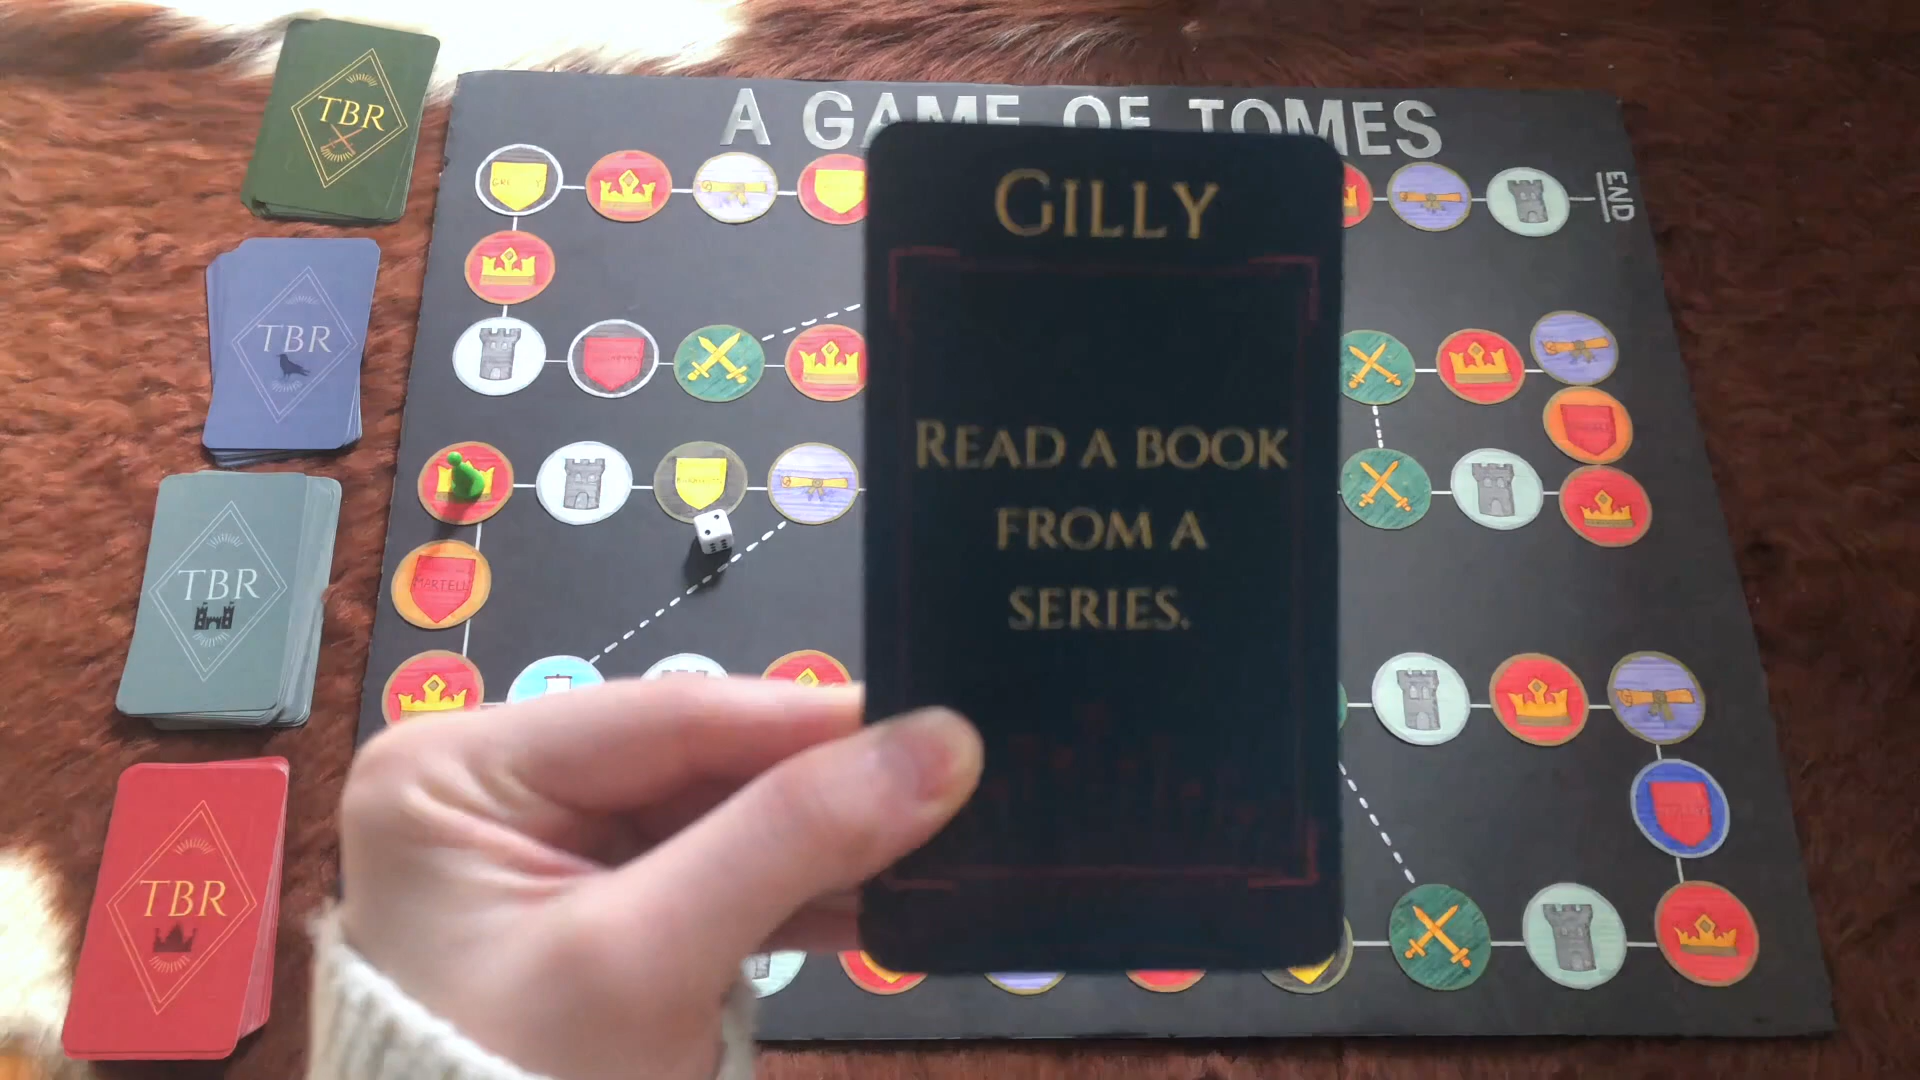 A GAME OF TOMES
END
TBR
TBR
TBR
TBR
GILLY
READ A BOOK
FROM A
SERIES.
MARTELL